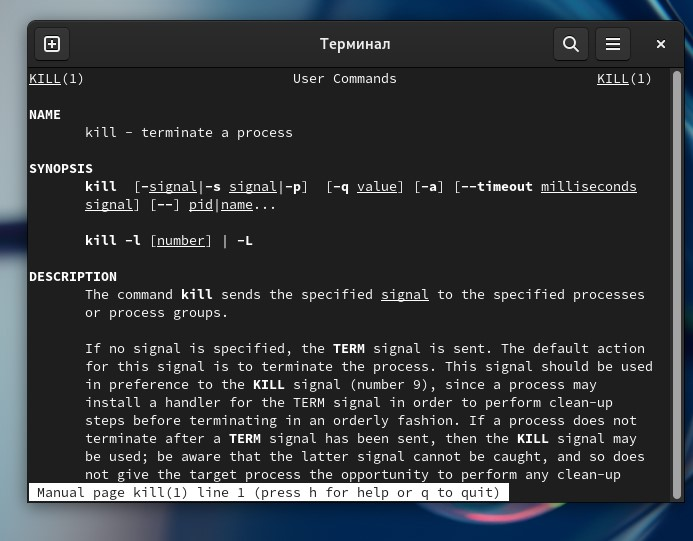 Терминал
KILL(1) User Commands KILL(1)
NAME
kill - terminate a process
SYNOPSIS
kill [-signal|-s signal|-p] [-q value] [-a] [--timeout milliseconds
signal] [--] pid|name...
kill -l [number] | -L
DESCRIPTION
The command kill sends the specified signal to the specified processes
or process groups.
If no signal is specified, the TERM signal is sent. The default action
for this signal is to terminate the process. This signal should be used
in preference to the KILL signal (number 9), since a process may
install a handler for the TERM signal in order to perform clean-up
steps before terminating in an orderly fashion. If a process does not
terminate after a TERM signal has been sent, then the KILL signal may
be used; be aware that the latter signal cannot be caught, and so does
not give the target process the opportunity to perform any clean-up
Manual page kill(1) line 1 (press h for help or q to quit)